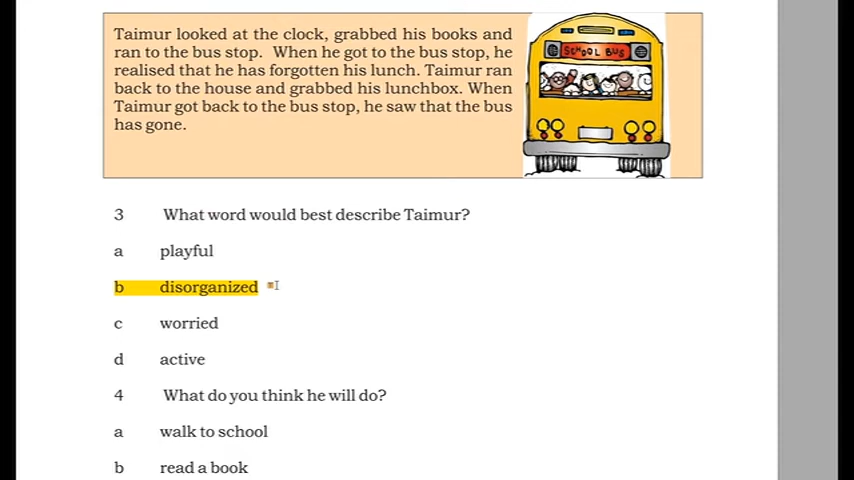 Taimur looked at the clock, grabbed his books and
ran to the bus stop. When he got to the bus stop, he
realised that he has forgotten his lunch. Taimur ran
back to the house and grabbed his lunchbox. When
Taimur got back to the bus stop, he saw that the bus
has gone.
SCHOOL BUS
3 What word would best describe Taimur?
a playful
b disorganized
c worried
d active
4 What do you think he will do?
a walk to school
b read a book